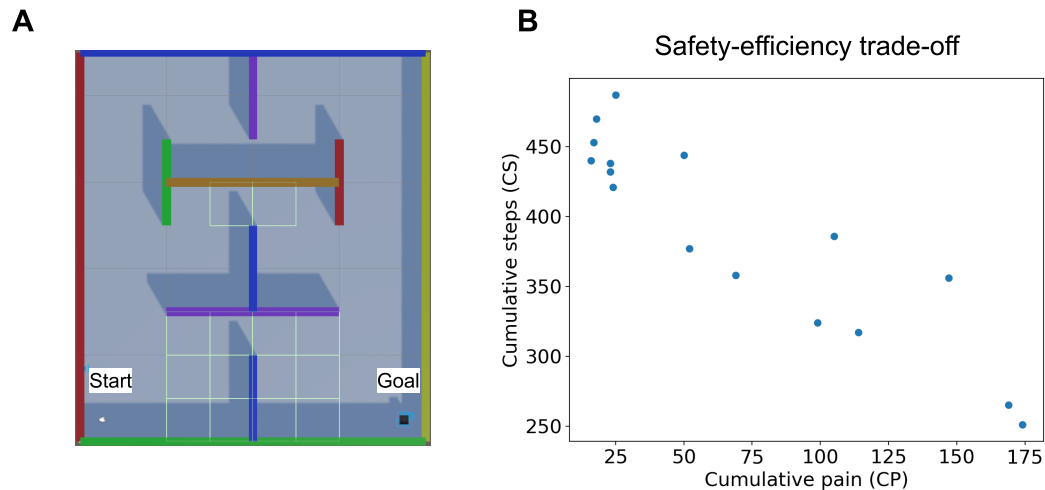 A
B
Safety-efficiency trade-off
Start
Goal
Cumulative steps (CS)
450
400
350
300
250
25
50
75
100
125
150
175
Cumulative pain (CP)